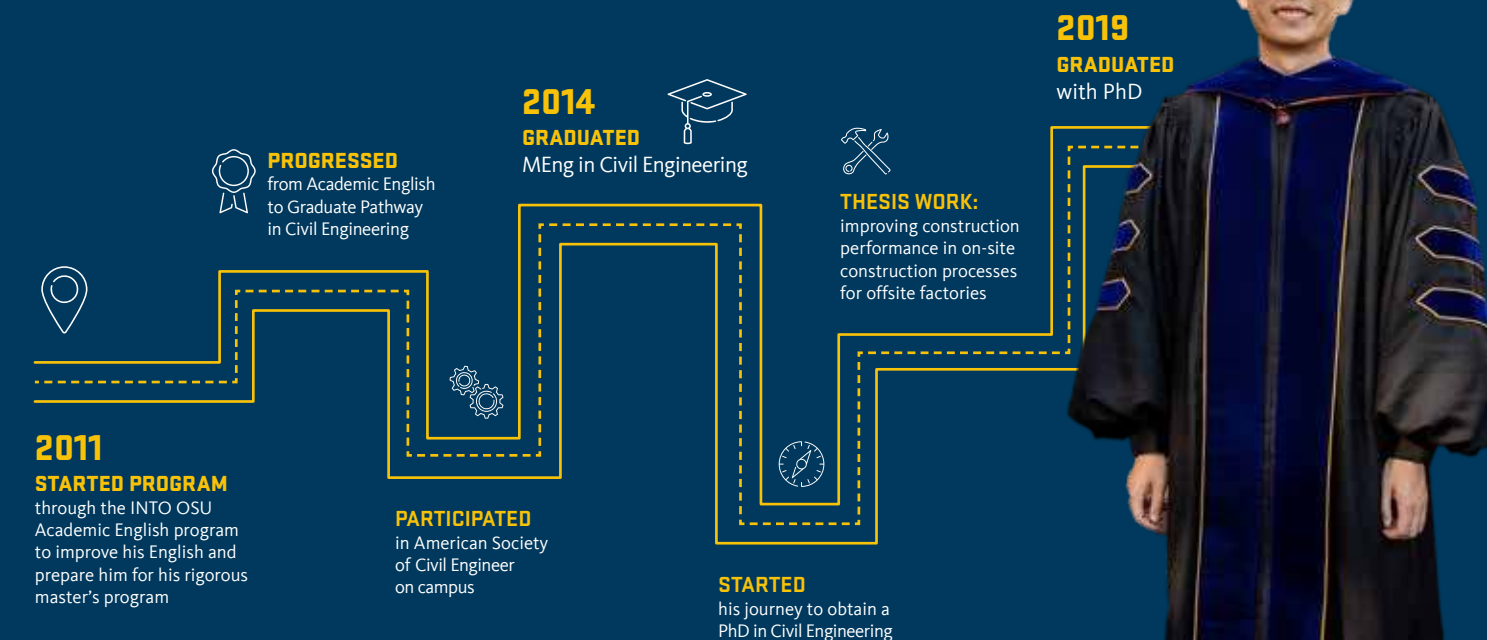 2011
STARTED PROGRAM
through the INTO OSU
Academic English program
to improve his English and
prepare him for his rigorous
master's program
PROGRESSED
from Academic English
to Graduate Pathway
in Civil Engineering
PARTICIPATED
in American Society
of Civil Engineer
on campus
2014
GRADUATED
MEng in Civil Engineering
STARTED
his journey to obtain a
PhD in Civil Engineering
THESIS WORK:
improving construction
performance in on-site
construction processes
for offsite factories
2019
GRADUATED
with PhD